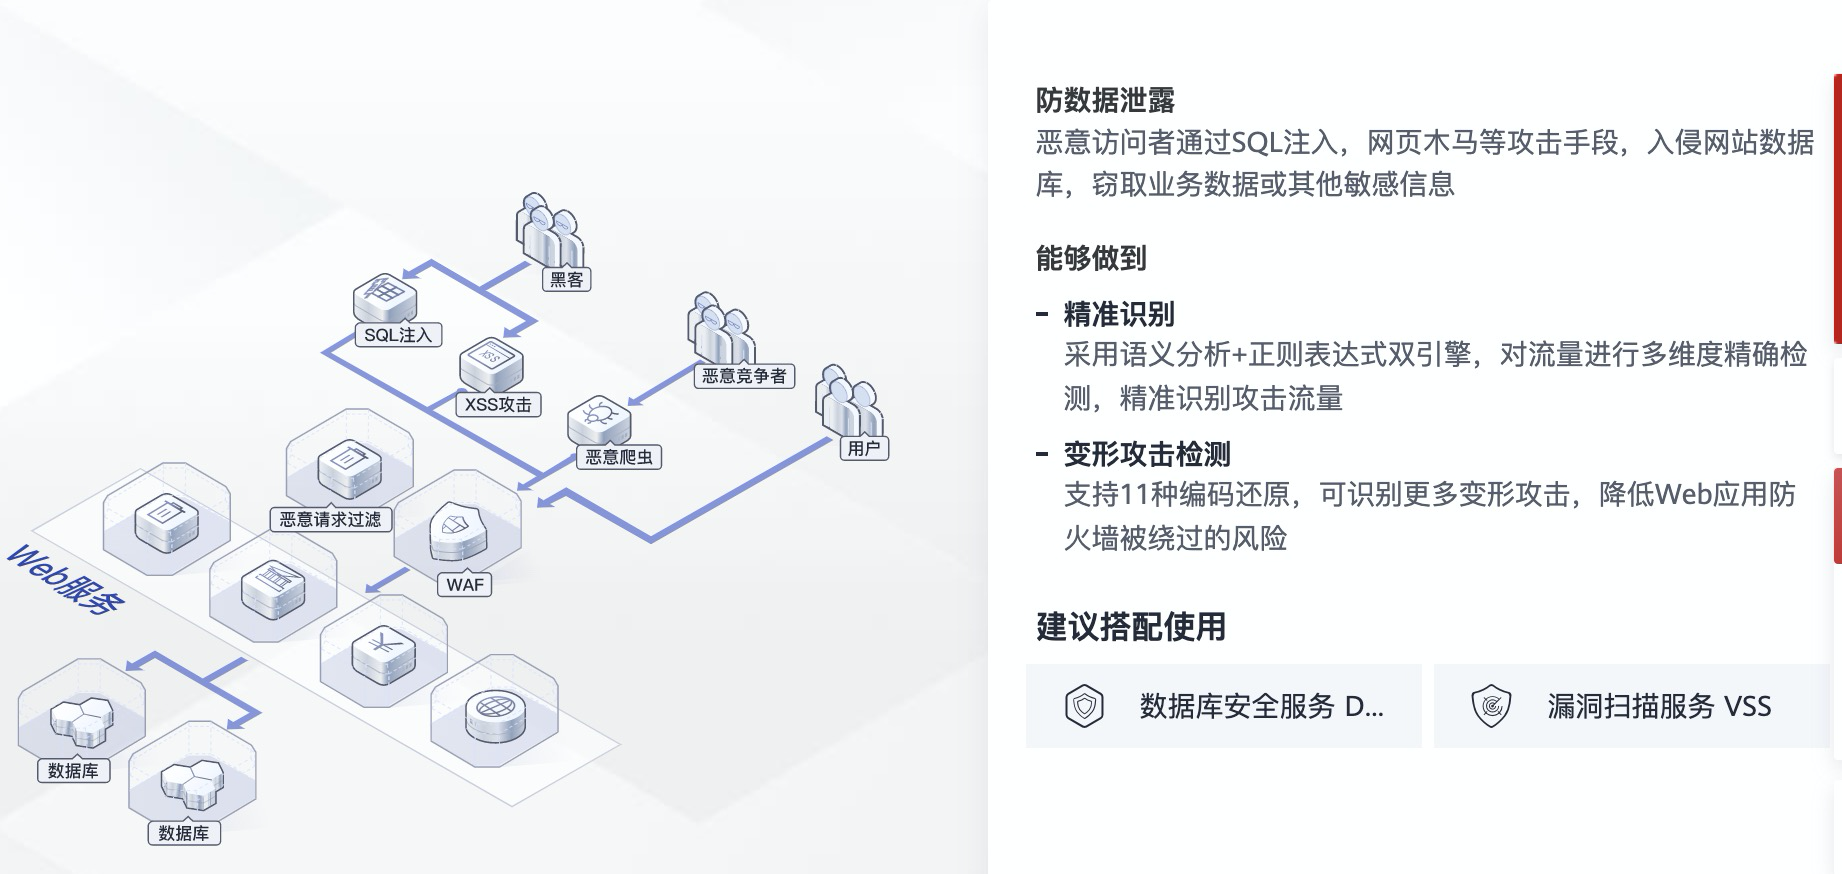 黑客
SQL注入
恶意竞争者
XSS攻击
用户
恶意爬虫
恶意请求过滤
WAF
Web服务
数据库
数据库
防数据泄露
恶意访问者通过SQL注入，网页木马等攻击手段，入侵网站数据
库，窃取业务数据或其他敏感信息
能够做到
- 精准识别
采用语义分析+正则表达式双引擎，对流量进行多维度精确检
测，精准识别攻击流量
- 变形攻击检测
支持11种编码还原，可识别更多变形攻击，降低Web应用防
火墙被绕过的风险
建议搭配使用
数据库安全服务 D...
漏洞扫描服务 VSS